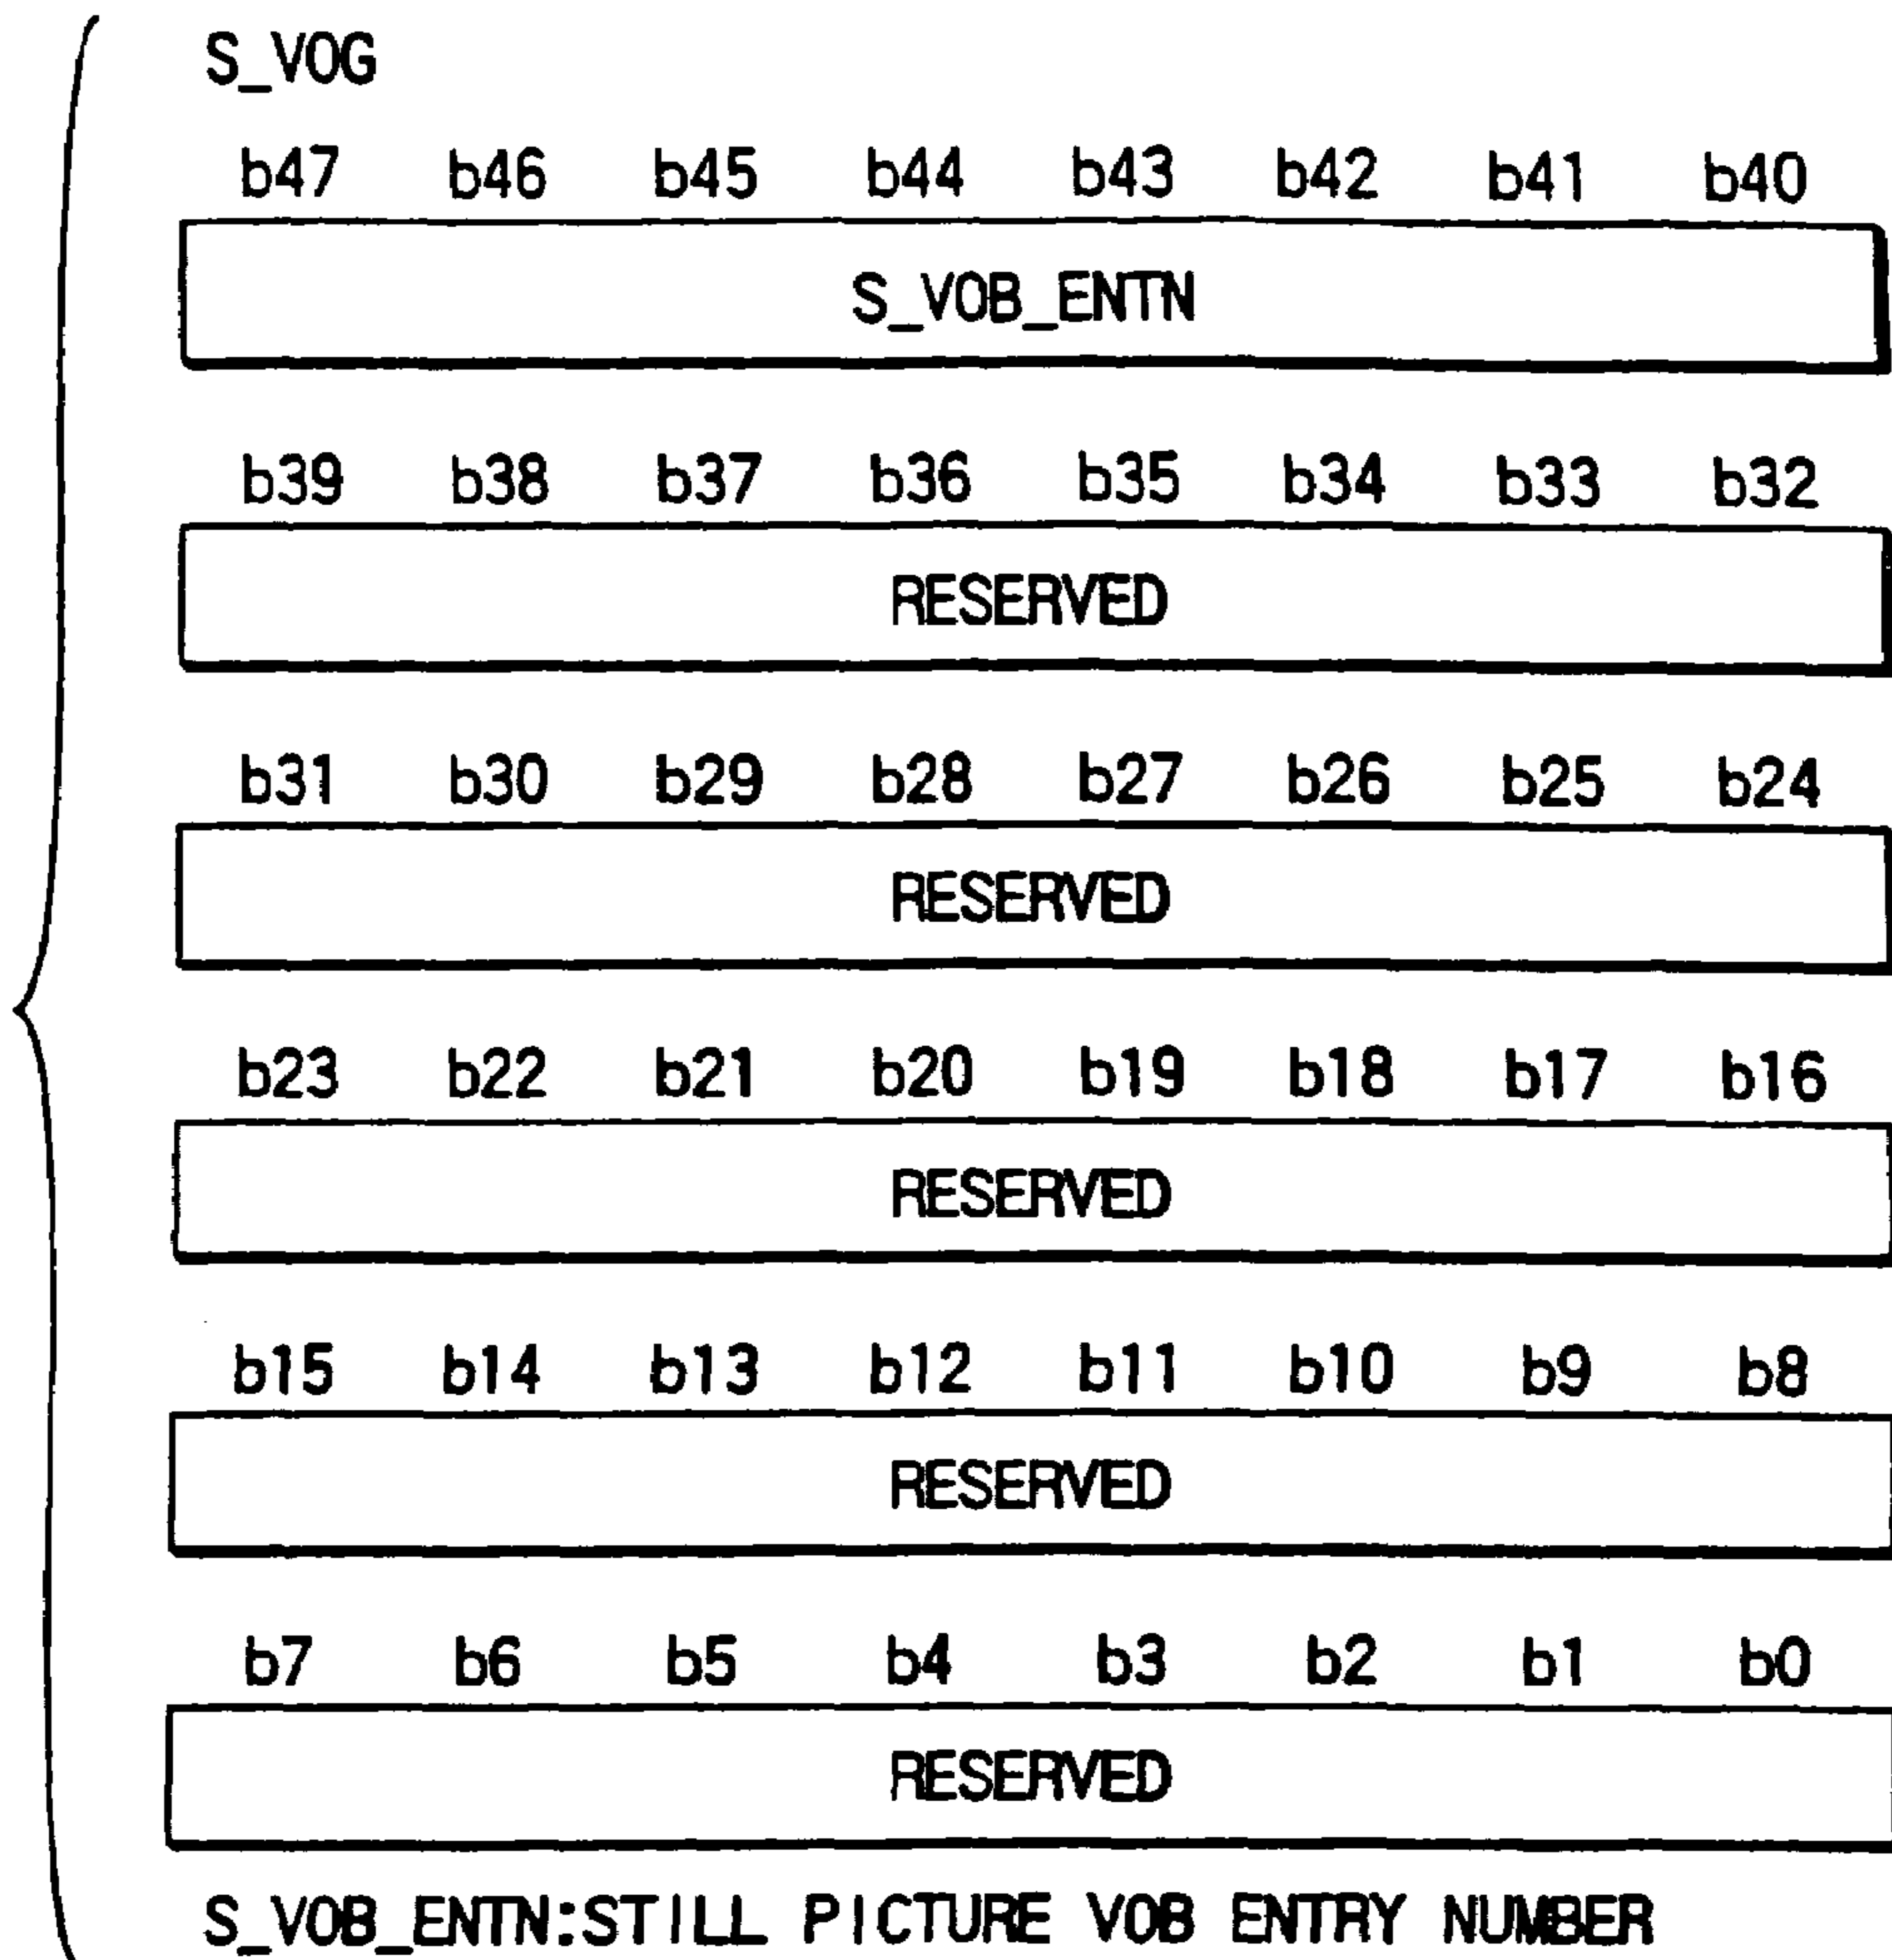 S_VOG
b47 b46 b45 b44 b43 b42 b41 b40
S_VOB_ENTN
b39 b38 b37 b36 b35 b34 b33 b32
RESERVED
b31 b30 b29 b28 b27 b26 b25 b24
RESERVED
b23 b22 b21 b20 b19 b18 b17 b16
RESERVED
b15 b14 b13 b12 b11 b10 b9 b8
RESERVED
b7 b6 b5 b4 b3 b2 b1 b0
RESERVED
S_VOB_ENTN:STILL PICTURE VOB ENTRY NUMBER